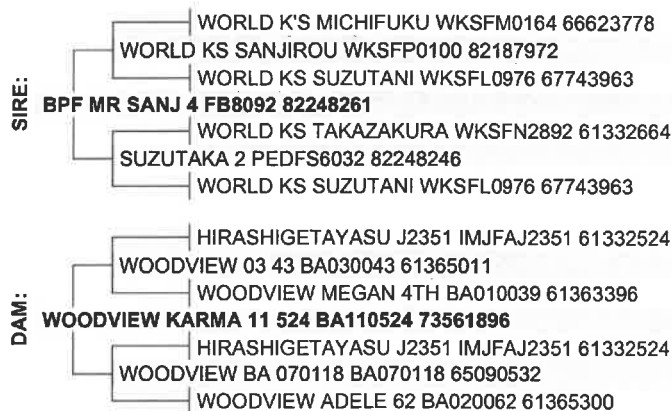 WORLD K'S MICHIFUKU WKSFM0164 66623778
WORLD KS SANJIROU WKSFP0100 82187972
WORLD KS SUZUTANI WKSFL0976 67743963
SIRE:
BPF MR SANJ 4 FB8092 82248261
WORLD KS TAKAZAKURA WKSFN2892 61332664
SUZUTAKA 2 PEDFS6032 82248246
WORLD KS SUZUTANI WKSFL0976 67743963
HIRASHIGETAYASU J2351 IMJFAJ2351 61332524
WOODVIEW 03 43 BA030043 61365011
WOODVIEW MEGAN 4TH BA010039 61363396
DAM:
WOODVIEW KARMA 11 524 BA110524 73561896
HIRASHIGETAYASU J2351 IMJFAJ2351 61332524
WOODVIEW BA 070118 BA070118 65090532
WOODVIEW ADELE 62 BA020062 61365300